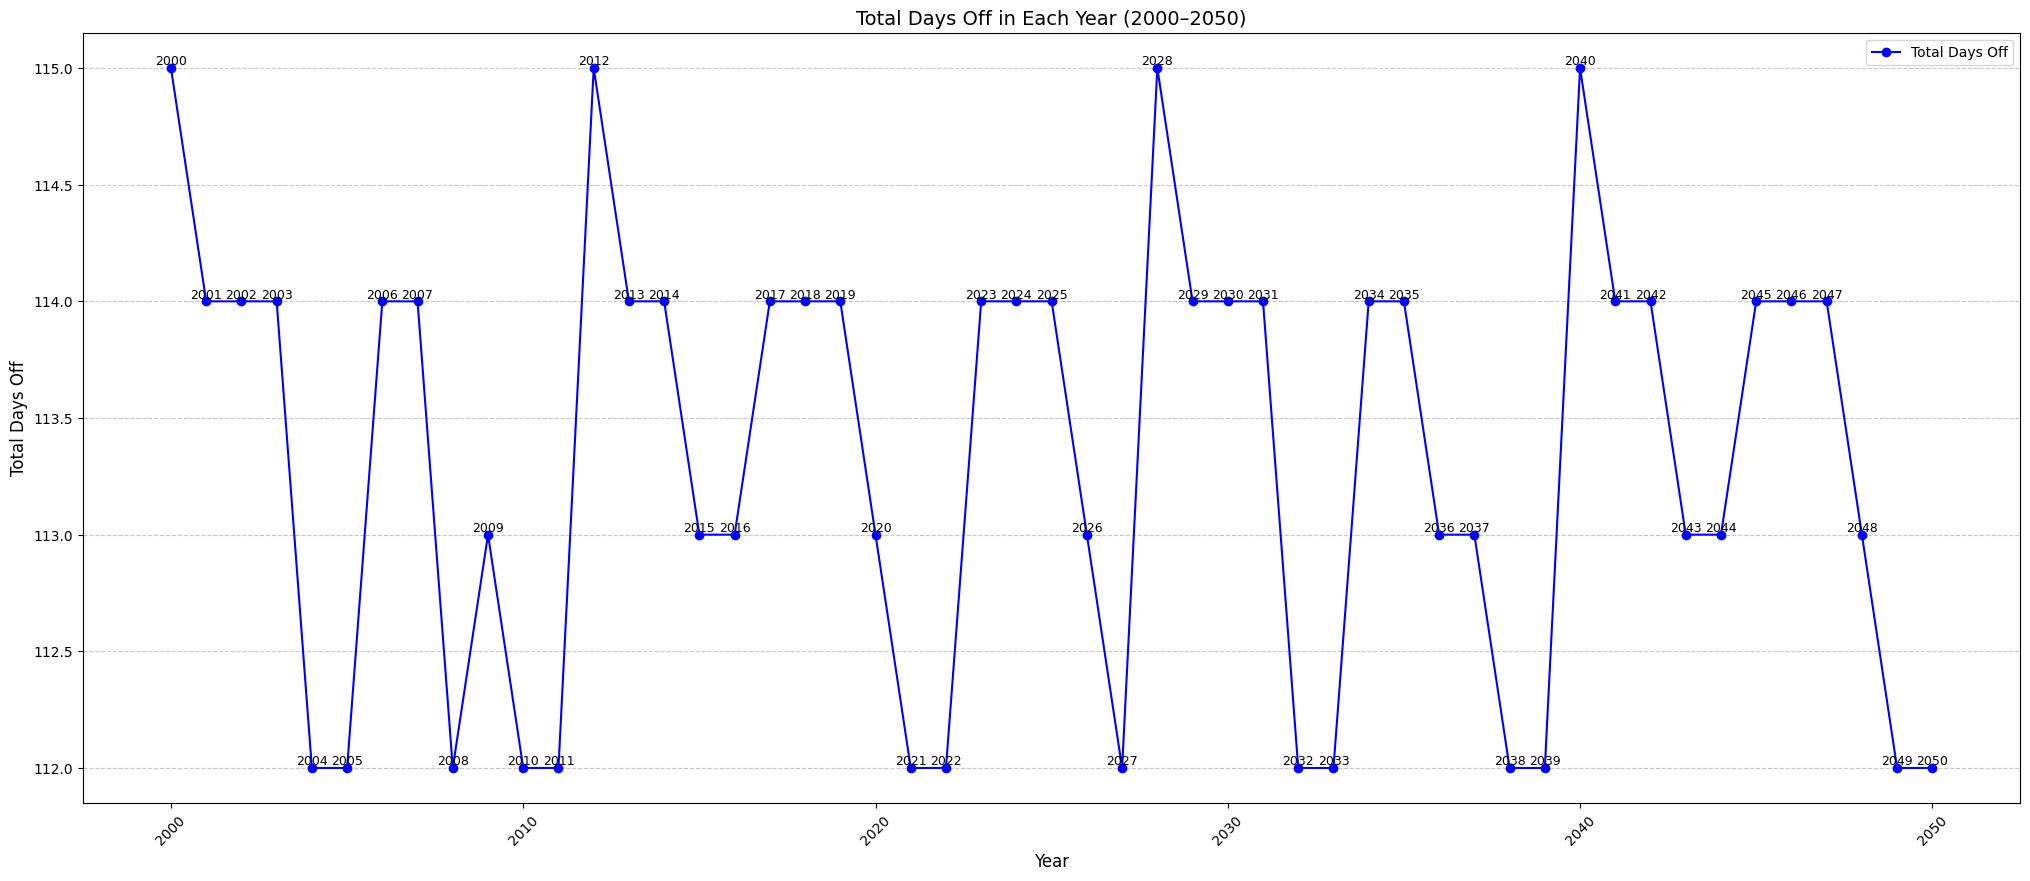 Total Days Off in Each Year (2000–2050)
Total Days Off
115.0
114.5
114.0
113.5
113.0
112.5
112.0
Total Days Off
2000 2012 2028 2040
2001 2002 2003 2006 2007 2013 2014 2017 2018 2019 2023 2024 2025 2029 2030 2031 2034 2035 2041 2042 2045 2046 2047
2009 2015 2016 2020 2026 2036 2037 2043 2044 2048
2004 2005 2008 2010 2011 2021 2022 2027 2032 2033 2038 2039 2049 2050
2000 2010 2020 2030 2040 2050
Year